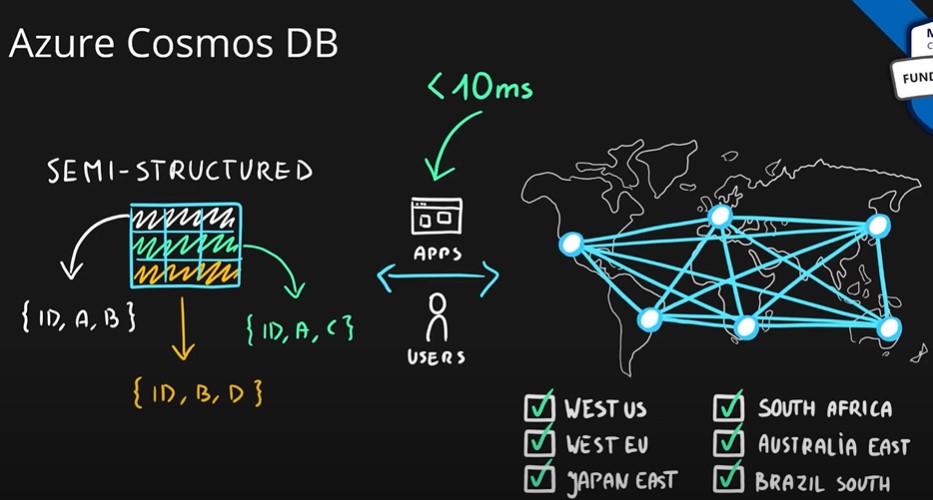 Azure Cosmos DB
< 10ms
SEMI-STRUCTURED
{ ID, A, B }
{ ID, A, C }
{ ID, B, D }
APPS
USERS
WEST US
WEST EU
JAPAN EAST
SOUTH AFRICA
AUSTRALIA EAST
BRAZIL SOUTH